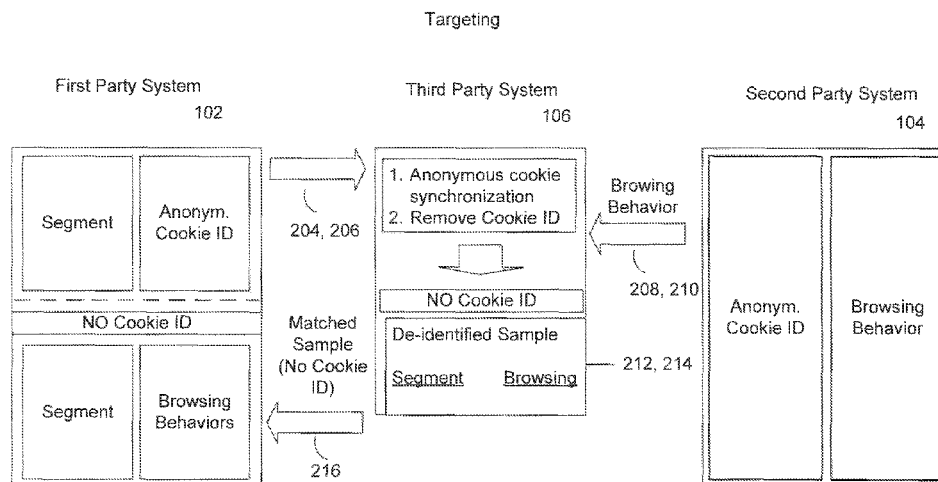 Targeting
First Party System
102
Third Party System
106
Second Party System
104
Segment
Anonym.
Cookie ID
204, 206
1. Anonymous cookie
synchronization
2. Remove Cookie ID
Browing
Behavior
208, 210
NO Cookie ID
Segment
Browsing
Behaviors
Matched
Sample
(No Cookie
ID)
216
NO Cookie ID
De-identified Sample
Segment Browsing
212, 214
Anonym.
Cookie ID
Browsing
Behavior